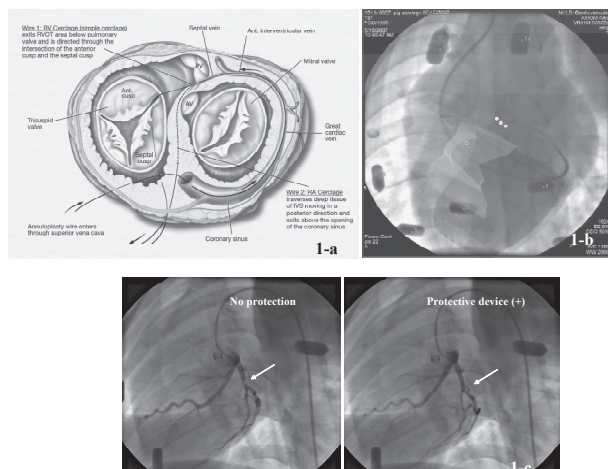 Wire 1: RV Cerclage (simple cerclage)
exits RVOT area below pulmonary
valve and is directed through the
intersection of the anterior
cusp and the septal cusp
Septal vein
Ant. interventricular vein
Mitral valve
PV
AV
Ant.
cusp
Tricuspid
valve
Septal
cusp
Great
cardiac
vein
Wire 2: RA Cerclage
traverses deep tissue
of IVS moving in a
posterior direction and
exits above the opening
of the coronary sinus
Annuloplasty wire enters
through superior vena cava
Coronary sinus
1-a
1-b
No protection
Protective device (+)
1-c